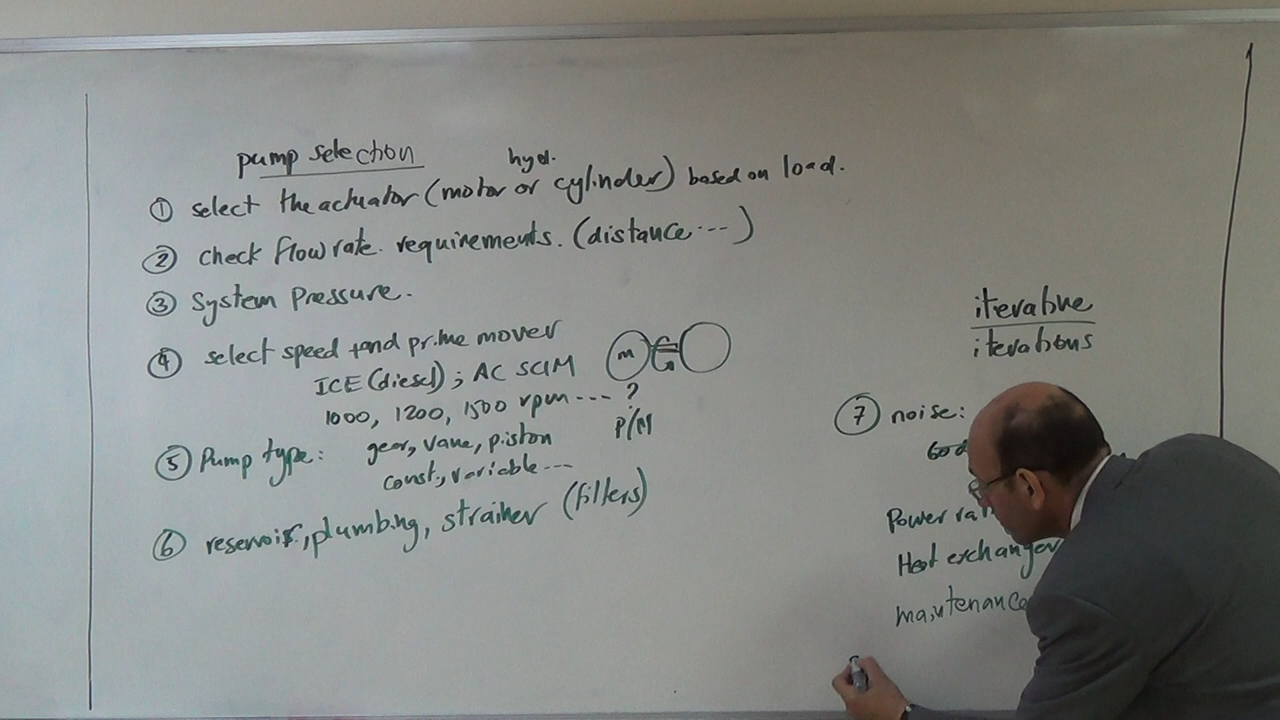 pump selection
hyd.
① select the actuator (motor or cylinder) based on load.
② check flow rate. requirements. (distance ---)
③ System Pressure.
④ select speed and prime mover
ICE (diesel) ; AC SCIM
M
1000, 1200, 1500 rpm --- ?
P/M
⑤ Pump type: gear, vane, piston
const, variable ---
⑥ reservoir, plumbing, strainer (filters)
iterative
iterations
⑦ noise:
Power
Heat exchanger
maintenance